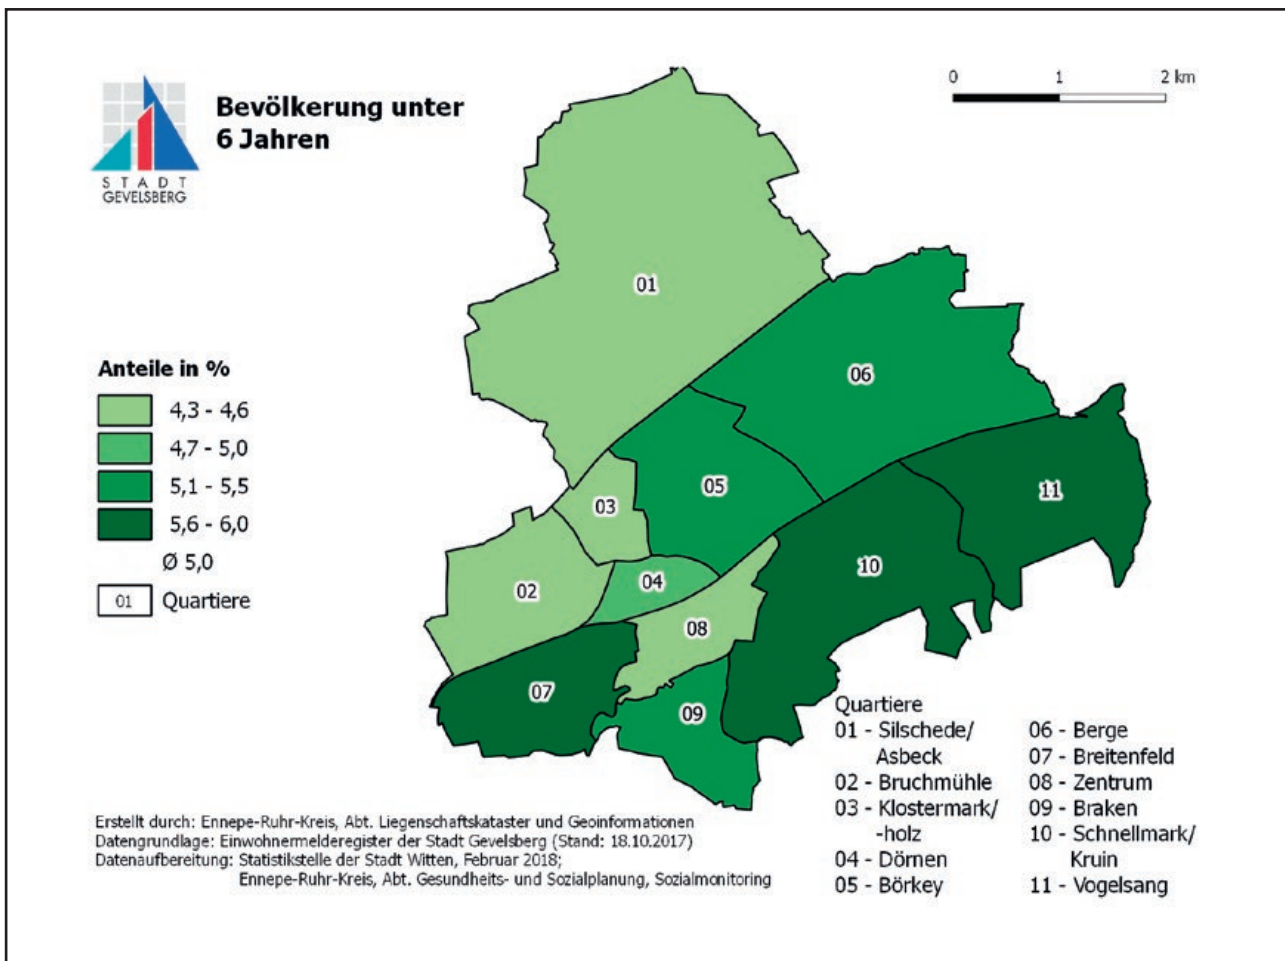 STADT
GEVELSBERG
Bevölkerung unter
6 Jahren
0 1 2 km
Anteile in %
4,3 - 4,6
4,7 - 5,0
5,1 - 5,5
5,6 - 6,0
Ø 5,0
01 Quartiere
01
06
05
03
11
10
04
02
08
07
09
Quartiere
01 - Silschede/
Asbeck
02 - Bruchmühle
03 - Klostermark/
-holz
04 - Dörnen
05 - Börkey
06 - Berge
07 - Breitenfeld
08 - Zentrum
09 - Braken
10 - Schnellmark/
Kruin
11 - Vogelsang
Erstellt durch: Ennepe-Ruhr-Kreis, Abt. Liegenschaftskataster und Geoinformationen
Datengrundlage: Einwohnermelderegister der Stadt Gevelsberg (Stand: 18.10.2017)
Datenaufbereitung: Statistikstelle der Stadt Witten, Februar 2018;
Ennepe-Ruhr-Kreis, Abt. Gesundheits- und Sozialplanung, Sozialmonitoring